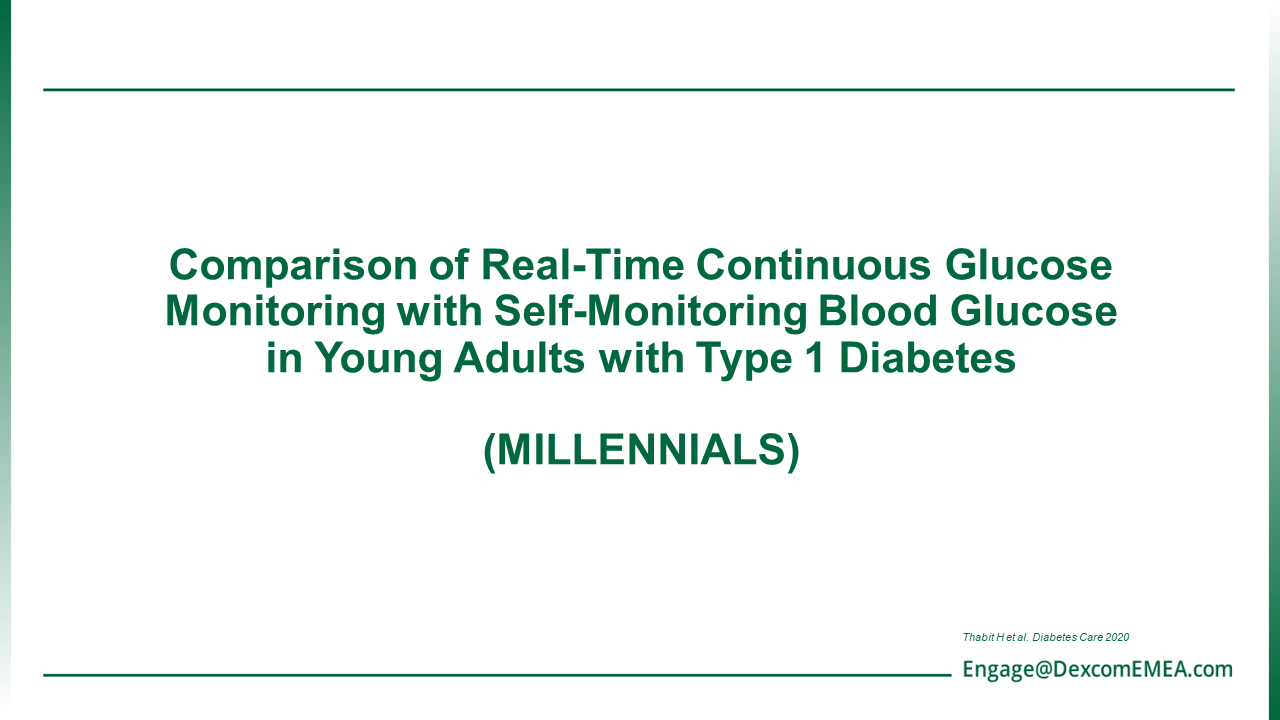 Comparison of Real-Time Continuous Glucose
Monitoring with Self-Monitoring Blood Glucose
in Young Adults with Type 1 Diabetes
(MILLENNIALS)
Thabit H et al. Diabetes Care 2020
Engage@DexcomEMEA.com